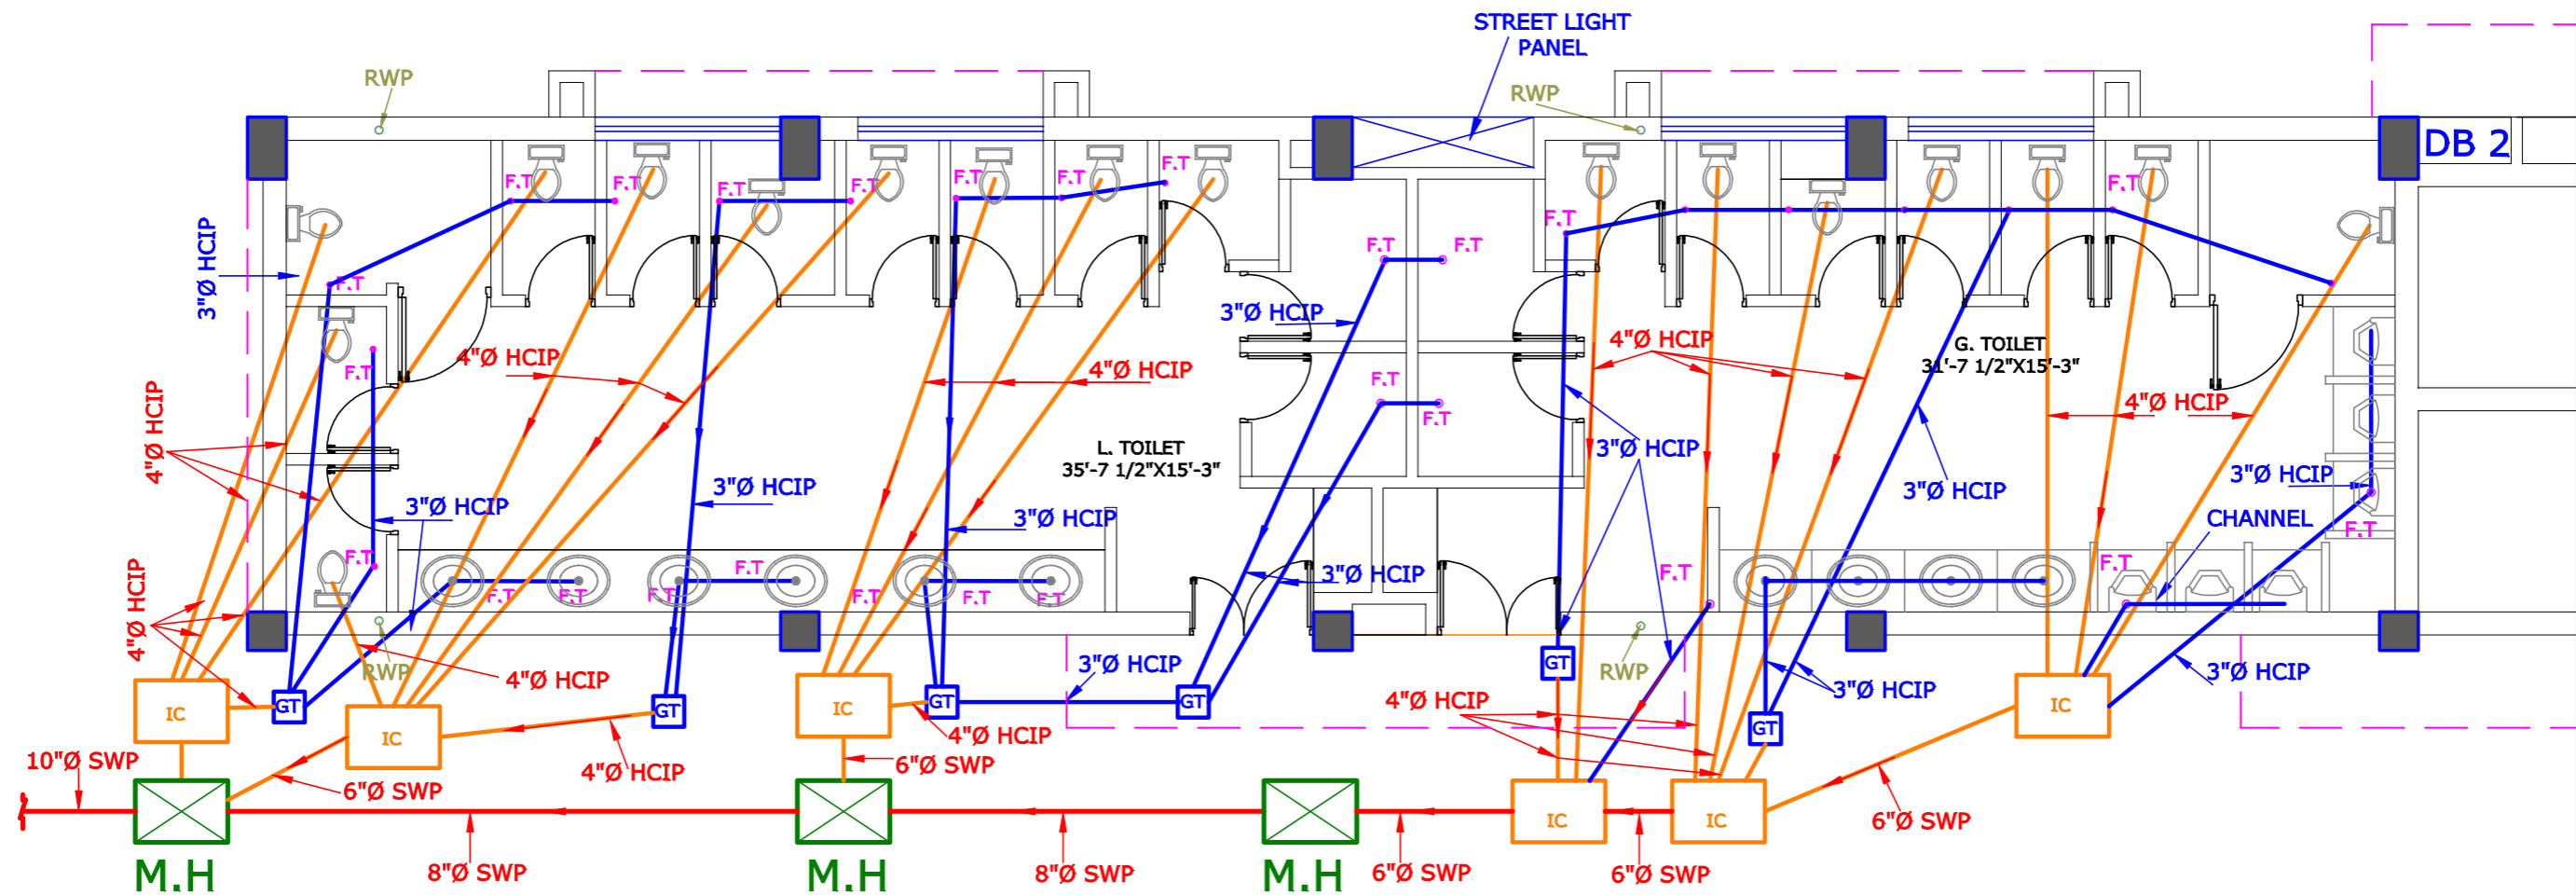 STREET LIGHT
PANEL
RWP
RWP
DB 2
F.T
F.T
F.T
F.T
F.T
F.T
F.T
F.T
F.T
F.T
F.T
3"Ø HCIP
F.T
3"Ø HCIP
4"Ø HCIP
4"Ø HCIP
4"Ø HCIP
G. TOILET
31'-7 1/2"X15'-3"
F.T
F.T
F.T
4"Ø HCIP
4"Ø HCIP
L. TOILET
35'-7 1/2"X15'-3"
3"Ø HCIP
3"Ø HCIP
3"Ø HCIP
3"Ø HCIP
3"Ø HCIP
3"Ø HCIP
CHANNEL
F.T
F.T
F.T
F.T
F.T
F.T
3"Ø HCIP
F.T
F.T
F.T
F.T
F.T
4"Ø HCIP
RWP
4"Ø HCIP
3"Ø HCIP
GT
RWP
3"Ø HCIP
3"Ø HCIP
IC
GT
IC
GT
IC
GT
4"Ø HCIP
GT
4"Ø HCIP
GT
IC
10"Ø SWP
6"Ø SWP
4"Ø HCIP
6"Ø SWP
IC
IC
6"Ø SWP
M.H
8"Ø SWP
M.H
8"Ø SWP
M.H
6"Ø SWP
6"Ø SWP